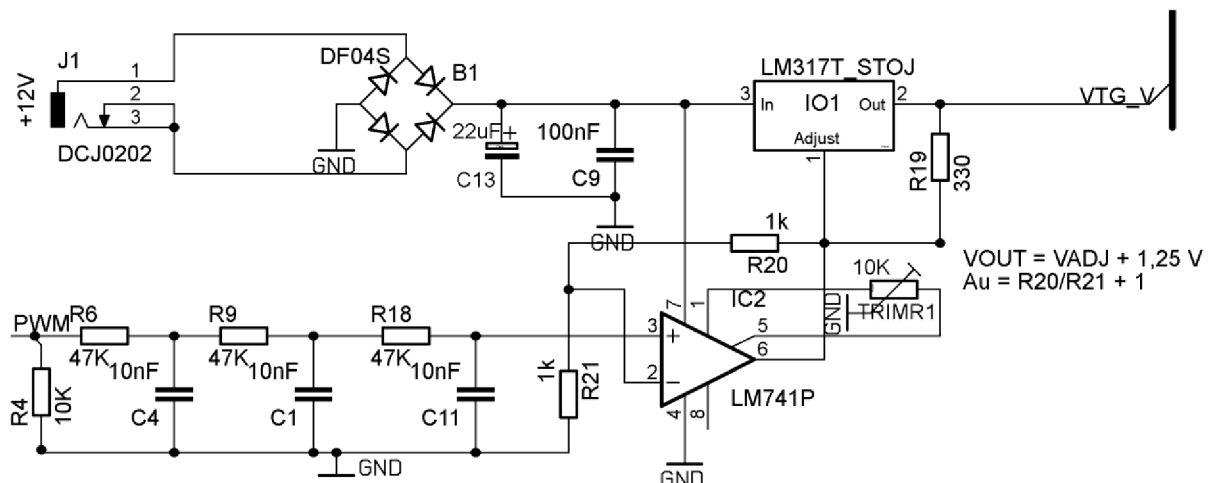 J1
+12V
1
2
3
DCJ0202
DF04S
B1
GND
22uF+
C13
100nF
C9
GND
LM317T_STOJ
3
In
IO1
Out
2
Adjust
1
R19
330
VTG_V
1k
R20
VOUT = VADJ + 1,25 V
Au = R20/R21 + 1
10K
TRIMR1
GND
IC2
7
1
3
+
2
-
5
6
4
8
LM741P
GND
PWM
R6
47K
R9
47K
R18
47K
10nF
C4
10nF
C1
10nF
C11
R4
10K
1k
R21
GND